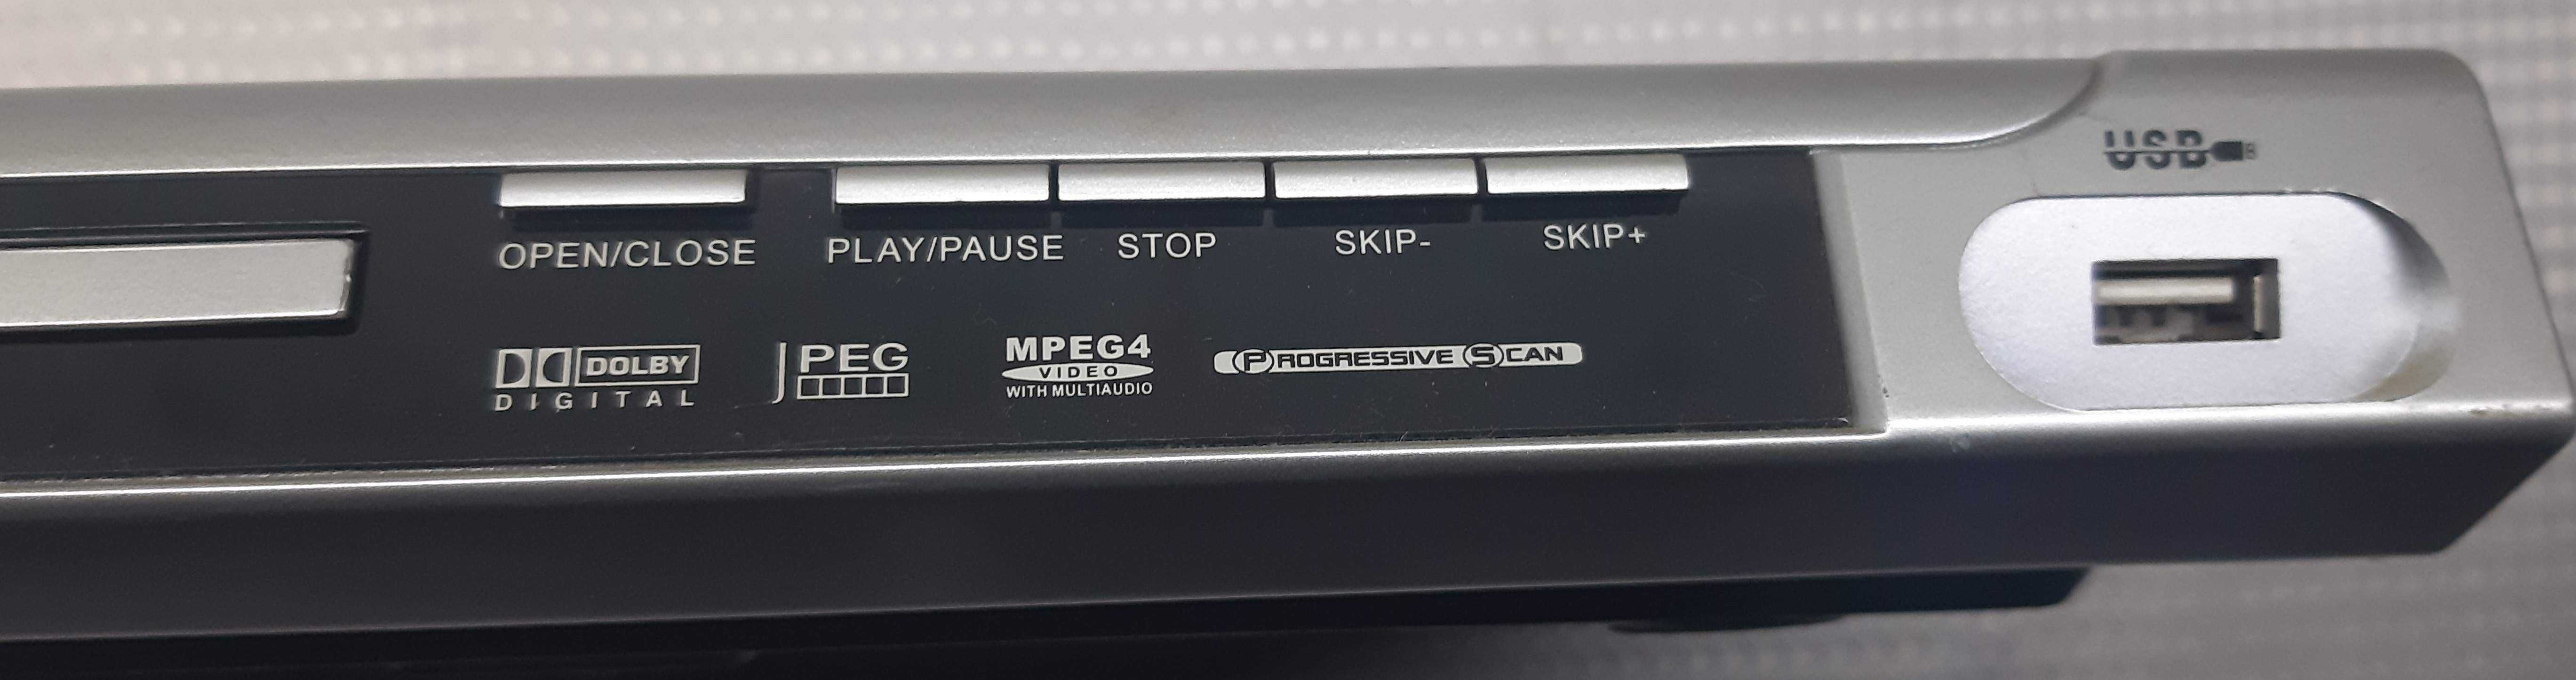 USB
OPEN/CLOSE PLAY/PAUSE STOP SKIP- SKIP+
DOLBY
DIGITAL
JPEG
MPEG4
VIDEO
WITH MULTIAUDIO
PROGRESSIVE SCAN